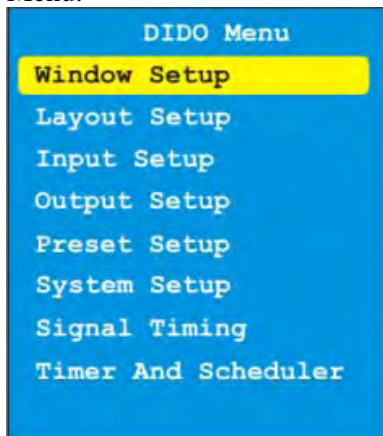 DIDO Menu
Window Setup
Layout Setup
Input Setup
Output Setup
Preset Setup
System Setup
Signal Timing
Timer And Scheduler